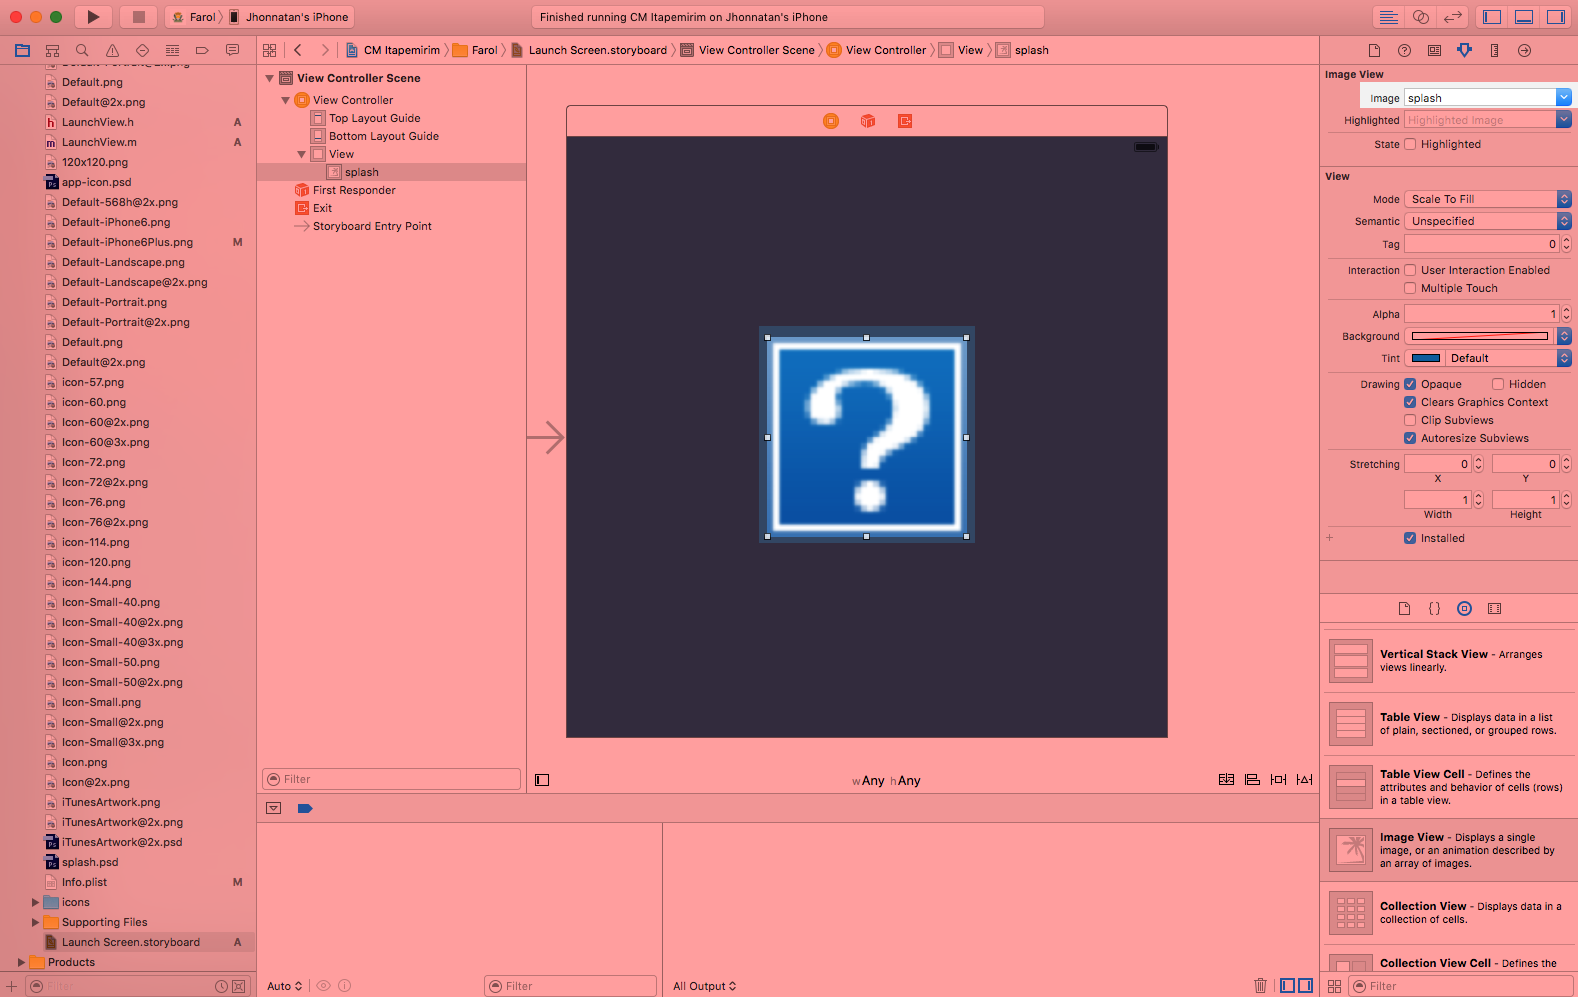 Farol
Jhonnatan's iPhone
Finished running CM Itapemirim on Jhonnatan's iPhone
CM Itapemirim
Farol
Launch Screen.storyboard
View Controller Scene
View Controller
View
splash
Default-Portrait@2x.png
Default.png
Default@2x.png
LaunchView.h A
LaunchView.m A
120x120.png
app-icon.psd
Default-568h@2x.png
Default-iPhone6.png
Default-iPhone6Plus.png M
Default-Landscape.png
Default-Landscape@2x.png
Default-Portrait.png
Default-Portrait@2x.png
Default.png
Default@2x.png
icon-57.png
icon-60.png
Icon-60@2x.png
Icon-60@3x.png
Icon-72.png
Icon-72@2x.png
Icon-76.png
Icon-76@2x.png
icon-114.png
icon-120.png
icon-144.png
Icon-Small-40.png
Icon-Small-40@2x.png
Icon-Small-40@3x.png
Icon-Small-50.png
Icon-Small-50@2x.png
Icon-Small.png
Icon-Small@2x.png
Icon-Small@3x.png
Icon.png
Icon@2x.png
iTunesArtwork.png
iTunesArtwork@2x.png
iTunesArtwork@2x.psd
splash.psd
Info.plist M
icons
Supporting Files
Launch Screen.storyboard A
Products
Filter
View Controller Scene
View Controller
Top Layout Guide
Bottom Layout Guide
View
splash
First Responder
Exit
Storyboard Entry Point
Filter
?
wAny hAny
Auto
Filter
All Output
Image View
Image splash
Highlighted Highlighted Image
State Highlighted
View
Mode Scale To Fill
Semantic Unspecified
Tag 0
Interaction User Interaction Enabled
Multiple Touch
Alpha 1
Background
Tint Default
Drawing Opaque Hidden
Clears Graphics Context
Clip Subviews
Autoresize Subviews
Stretching 0 0
X Y
1 1
Width Height
+ Installed
{}
Vertical Stack View - Arranges
views linearly.
Table View - Displays data in a list
of plain, sectioned, or grouped rows.
Table View Cell - Defines the
attributes and behavior of cells (rows)
in a table view.
Image View - Displays a single
image, or an animation described by
an array of images.
Collection View - Displays data in a
collection of cells.
Collection View Cell - Defines the
Filter